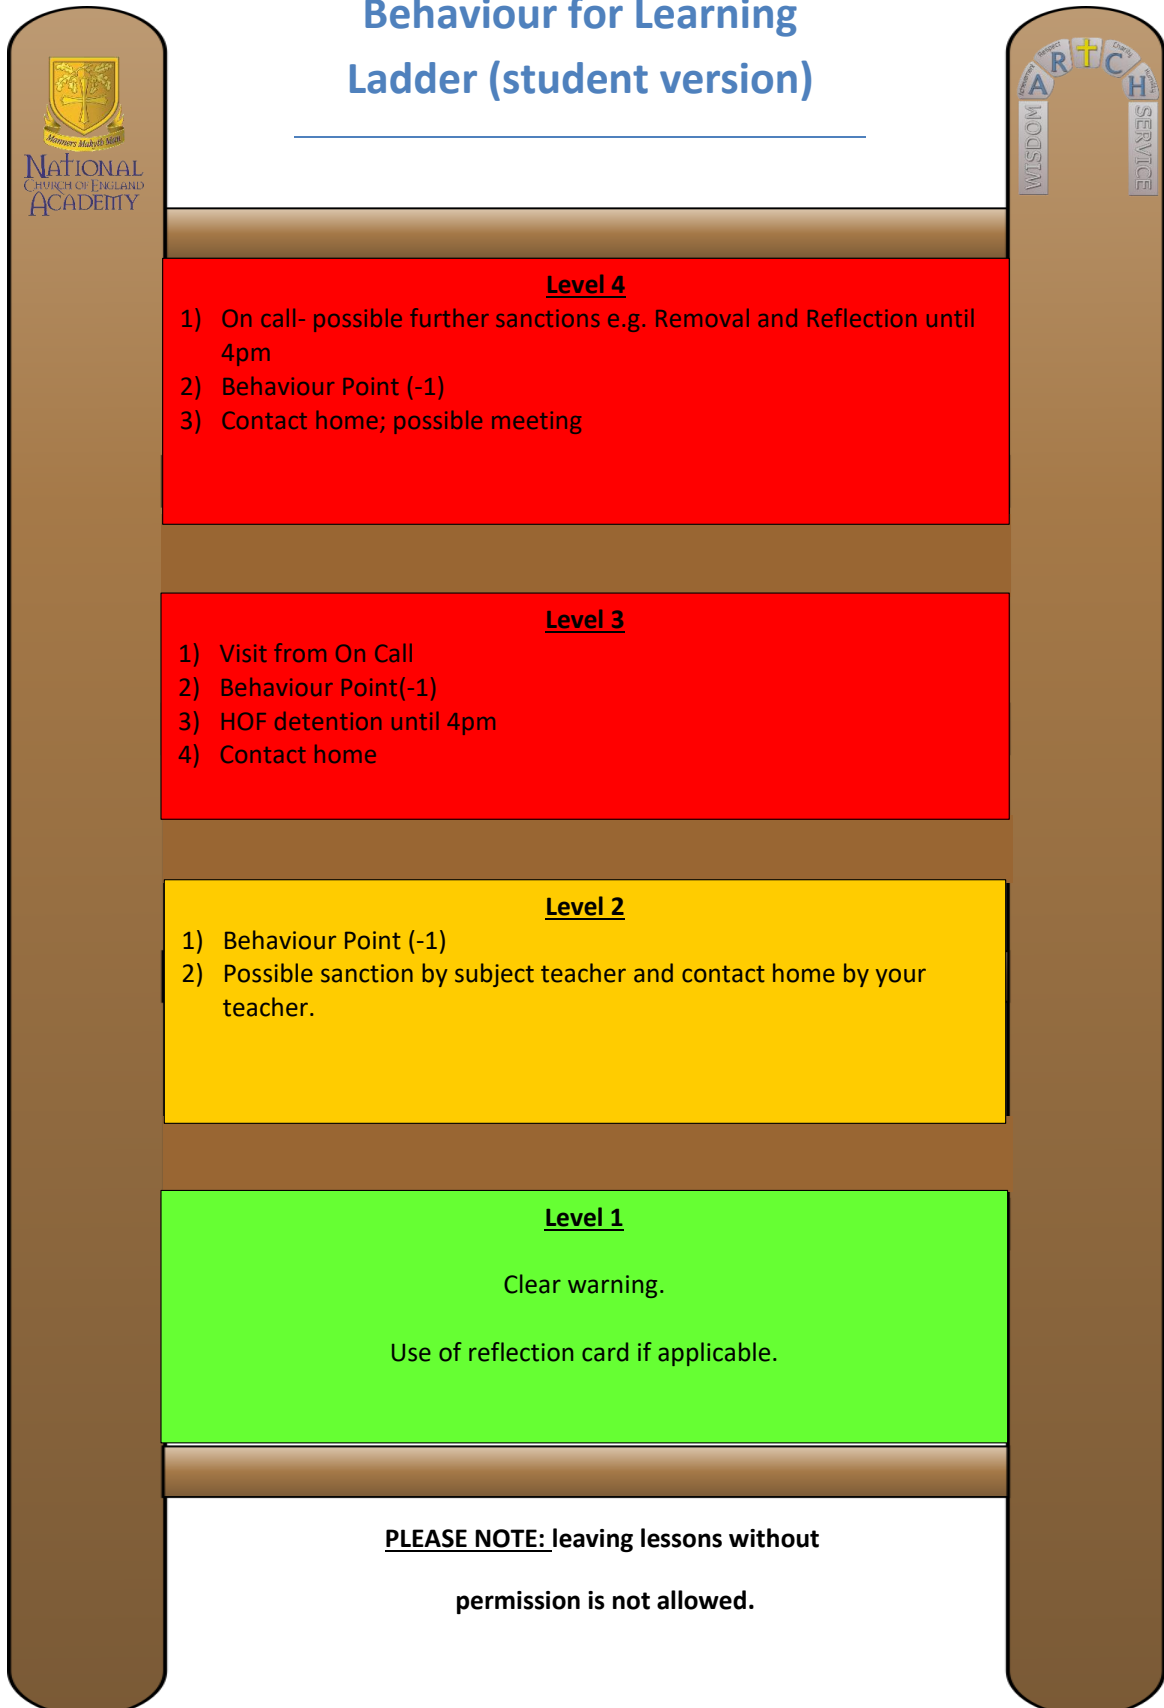 Behaviour for Learning
Ladder (student version)
Manners Makyth Man
NATIONAL
CHURCH OF ENGLAND
ACADEMY
Achievement
Respect
Charity
Humility
A R C H
WISDOM
SERVICE
Level 4
1) On call- possible further sanctions e.g. Removal and Reflection until
4pm
2) Behaviour Point (-1)
3) Contact home; possible meeting
Level 3
1) Visit from On Call
2) Behaviour Point(-1)
3) HOF detention until 4pm
4) Contact home
Level 2
1) Behaviour Point (-1)
2) Possible sanction by subject teacher and contact home by your
teacher.
Level 1
Clear warning.
Use of reflection card if applicable.
PLEASE NOTE: leaving lessons without
permission is not allowed.